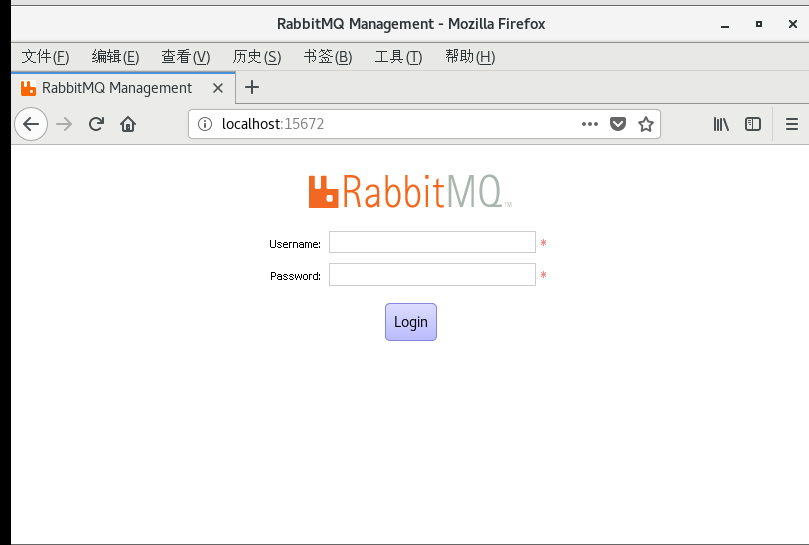 RabbitMQ Management - Mozilla Firefox
文件(F) 编辑(E) 查看(V) 历史(S) 书签(B) 工具(T) 帮助(H)
RabbitMQ Management
localhost:15672
RabbitMQ™
Username: *
Password: *
Login